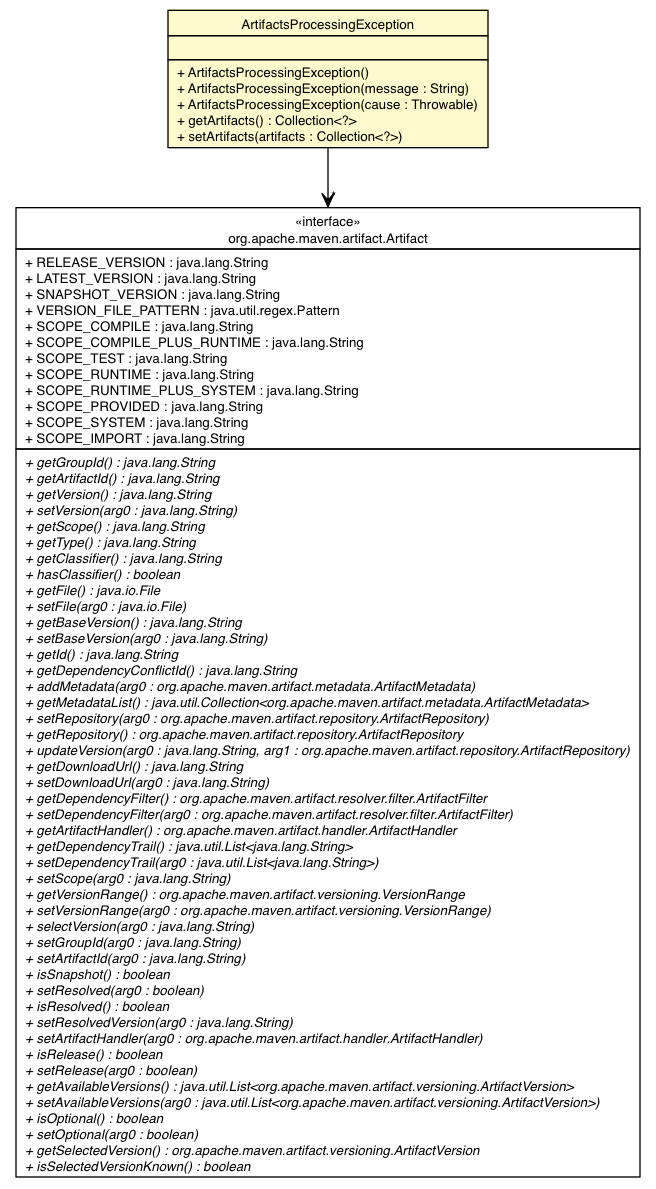 ArtifactsProcessingException
+ ArtifactsProcessingException()
+ ArtifactsProcessingException(message : String)
+ ArtifactsProcessingException(cause : Throwable)
+ getArtifacts() : Collection<?>
+ setArtifacts(artifacts : Collection<?>)
«interface»
org.apache.maven.artifact.Artifact
+ RELEASE_VERSION : java.lang.String
+ LATEST_VERSION : java.lang.String
+ SNAPSHOT_VERSION : java.lang.String
+ VERSION_FILE_PATTERN : java.util.regex.Pattern
+ SCOPE_COMPILE : java.lang.String
+ SCOPE_COMPILE_PLUS_RUNTIME : java.lang.String
+ SCOPE_TEST : java.lang.String
+ SCOPE_RUNTIME : java.lang.String
+ SCOPE_RUNTIME_PLUS_SYSTEM : java.lang.String
+ SCOPE_PROVIDED : java.lang.String
+ SCOPE_SYSTEM : java.lang.String
+ SCOPE_IMPORT : java.lang.String
+ getGroupId() : java.lang.String
+ getArtifactId() : java.lang.String
+ getVersion() : java.lang.String
+ setVersion(arg0 : java.lang.String)
+ getScope() : java.lang.String
+ getType() : java.lang.String
+ getClassifier() : java.lang.String
+ hasClassifier() : boolean
+ getFile() : java.io.File
+ setFile(arg0 : java.io.File)
+ getBaseVersion() : java.lang.String
+ setBaseVersion(arg0 : java.lang.String)
+ getId() : java.lang.String
+ getDependencyConflictId() : java.lang.String
+ addMetadata(arg0 : org.apache.maven.artifact.metadata.ArtifactMetadata)
+ getMetadataList() : java.util.Collection<org.apache.maven.artifact.metadata.ArtifactMetadata>
+ setRepository(arg0 : org.apache.maven.artifact.repository.ArtifactRepository)
+ getRepository() : org.apache.maven.artifact.repository.ArtifactRepository
+ updateVersion(arg0 : java.lang.String, arg1 : org.apache.maven.artifact.repository.ArtifactRepository)
+ getDownloadUrl() : java.lang.String
+ setDownloadUrl(arg0 : java.lang.String)
+ getDependencyFilter() : org.apache.maven.artifact.resolver.filter.ArtifactFilter
+ setDependencyFilter(arg0 : org.apache.maven.artifact.resolver.filter.ArtifactFilter)
+ getArtifactHandler() : org.apache.maven.artifact.handler.ArtifactHandler
+ getDependencyTrail() : java.util.List<java.lang.String>
+ setDependencyTrail(arg0 : java.util.List<java.lang.String>)
+ setScope(arg0 : java.lang.String)
+ getVersionRange() : org.apache.maven.artifact.versioning.VersionRange
+ setVersionRange(arg0 : org.apache.maven.artifact.versioning.VersionRange)
+ selectVersion(arg0 : java.lang.String)
+ setGroupId(arg0 : java.lang.String)
+ setArtifactId(arg0 : java.lang.String)
+ isSnapshot() : boolean
+ setResolved(arg0 : boolean)
+ isResolved() : boolean
+ setResolvedVersion(arg0 : java.lang.String)
+ setArtifactHandler(arg0 : org.apache.maven.artifact.handler.ArtifactHandler)
+ isRelease() : boolean
+ setRelease(arg0 : boolean)
+ getAvailableVersions() : java.util.List<org.apache.maven.artifact.versioning.ArtifactVersion>
+ setAvailableVersions(arg0 : java.util.List<org.apache.maven.artifact.versioning.ArtifactVersion>)
+ isOptional() : boolean
+ setOptional(arg0 : boolean)
+ getSelectedVersion() : org.apache.maven.artifact.versioning.ArtifactVersion
+ isSelectedVersionKnown() : boolean